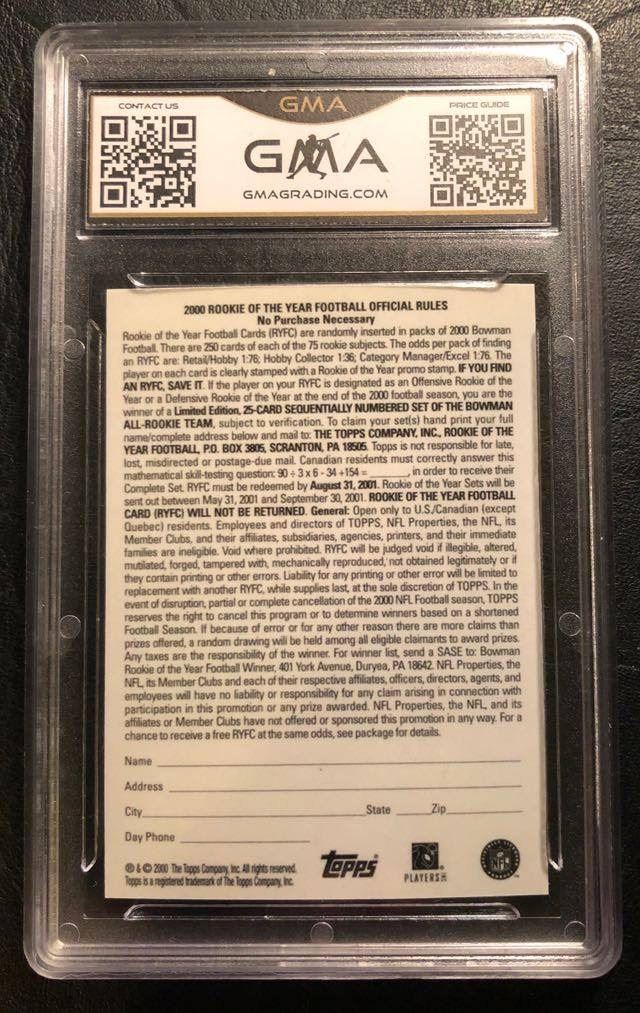 CONTACT US
GMA
PRICE GUIDE
GMA
GMAGRADING.COM
2000 ROOKIE OF THE YEAR FOOTBALL OFFICIAL RULES
No Purchase Necessary
Rookie of the Year Football Cards (RYFC) are randomly inserted in packs of 2000 Bowman
Football. There are 250 cards of each of the 75 rookie subjects. The odds per pack of finding
an RYFC are: Retail/Hobby 1:76; Hobby Collector 1:36; Category Manager/Excel 1:76. The
player on each card is clearly stamped with a Rookie of the Year promo stamp. IF YOU FIND
AN RYFC, SAVE IT. If the player on your RYFC is designated as an Offensive Rookie of the
Year or a Defensive Rookie of the Year at the end of the 2000 football season, you are the
winner of a Limited Edition, 25-CARD SEQUENTIALLY NUMBERED SET OF THE BOWMAN
ALL-ROOKIE TEAM, subject to verification. To claim your set(s) hand print your full
name/complete address below and mail to: THE TOPPS COMPANY, INC., ROOKIE OF THE
YEAR FOOTBALL, P.O. BOX 3805, SCRANTON, PA 18505. Topps is not responsible for late,
lost, misdirected or postage-due mail. Canadian residents must correctly answer this
mathematical skill-testing question: 90 ÷ 3 x 6 - 34 +154 = ______, in order to receive their
Complete Set. RYFC must be redeemed by August 31, 2001. Rookie of the Year Sets will be
sent out between May 31, 2001 and September 30, 2001. ROOKIE OF THE YEAR FOOTBALL
CARD (RYFC) WILL NOT BE RETURNED. General: Open only to U.S./Canadian (except
Quebec) residents. Employees and directors of TOPPS, NFL Properties, the NFL, its
Member Clubs, and their affiliates, subsidiaries, agencies, printers, and their immediate
families are ineligible. Void where prohibited. RYFC will be judged void if illegible, altered,
mutilated, forged, tampered with, mechanically reproduced, not obtained legitimately or if
they contain printing or other errors. Liability for any printing or other error will be limited to
replacement with another RYFC, while supplies last, at the sole discretion of TOPPS. In the
event of disruption, partial or complete cancellation of the 2000 NFL Football season, TOPPS
reserves the right to cancel this program or to determine winners based on a shortened
Football Season. If because of error or for any other reason there are more claims than
prizes offered, a random drawing will be held among all eligible claimants to award prizes.
Any taxes are the responsibility of the winner. For winner list, send a SASE to: Bowman
Rookie of the Year Football Winner, 401 York Avenue, Duryea, PA 18642. NFL Properties, the
NFL, its Member Clubs and each of their respective affiliates, officers, directors, agents, and
employees will have no liability or responsibility for any claim arising in connection with
participation in this promotion or any prize awarded. NFL Properties, the NFL, and its
affiliates or Member Clubs have not offered or sponsored this promotion in any way. For a
chance to receive a free RYFC at the same odds, see package for details.
Name
Address
City State Zip
Day Phone
® & © 2000 The Topps Company, Inc. All rights reserved.
Topps is a registered trademark of The Topps Company, Inc.
Topps
PLAYERS INC
NFL